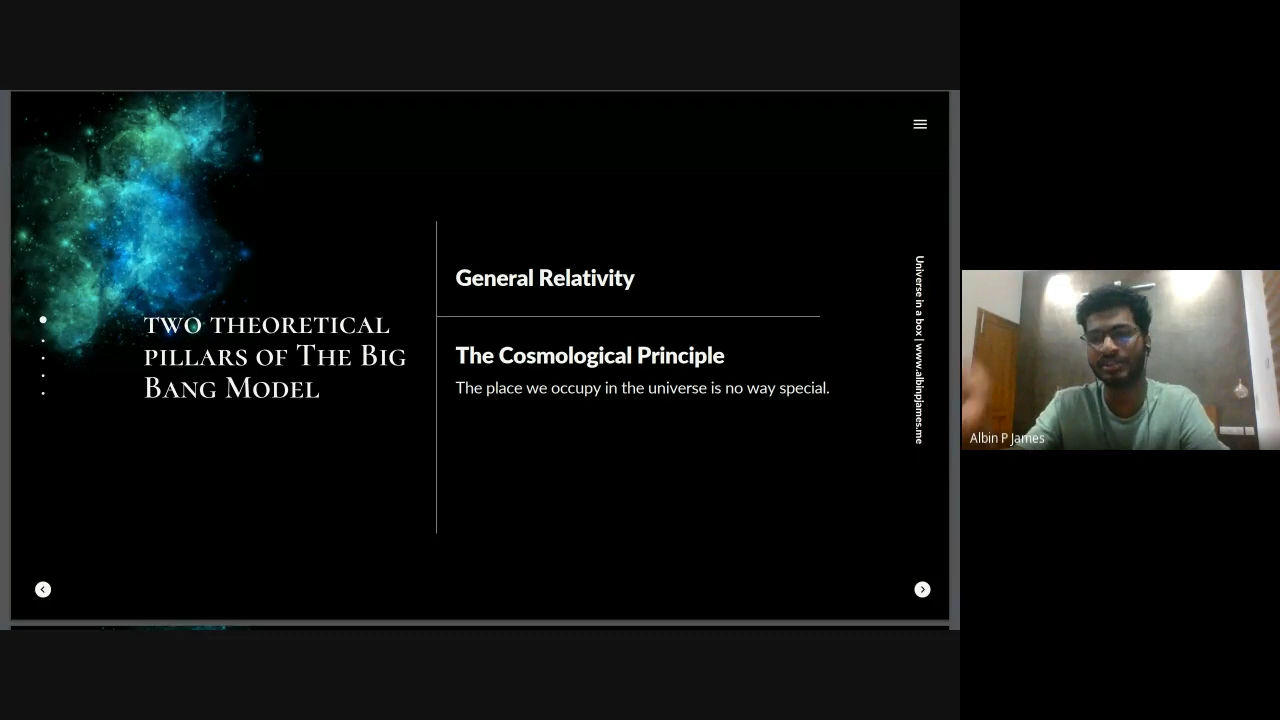 TWO THEORETICAL
PILLARS OF THE BIG
BANG MODEL
General Relativity
The Cosmological Principle
The place we occupy in the universe is no way special.
Universe in a box | www.albinpjames.me
Albin P James